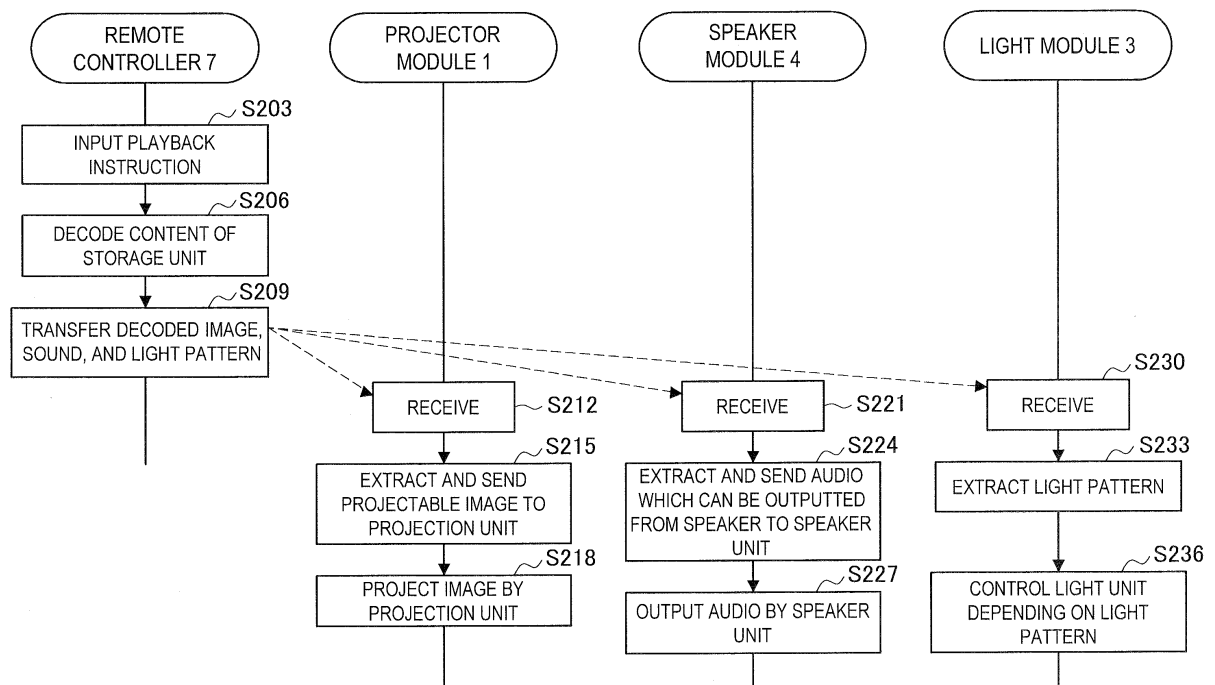 REMOTE
CONTROLLER 7
PROJECTOR
MODULE 1
SPEAKER
MODULE 4
LIGHT MODULE 3
S203
INPUT PLAYBACK
INSTRUCTION
S206
DECODE CONTENT OF
STORAGE UNIT
S209
TRANSFER DECODED IMAGE,
SOUND, AND LIGHT PATTERN
RECEIVE
S212
S215
EXTRACT AND SEND
PROJECTABLE IMAGE TO
PROJECTION UNIT
S218
PROJECT IMAGE BY
PROJECTION UNIT
RECEIVE
S221
S224
EXTRACT AND SEND AUDIO
WHICH CAN BE OUTPUTTED
FROM SPEAKER TO SPEAKER
UNIT
S227
OUTPUT AUDIO BY SPEAKER
UNIT
S230
RECEIVE
S233
EXTRACT LIGHT PATTERN
S236
CONTROL LIGHT UNIT
DEPENDING ON LIGHT
PATTERN